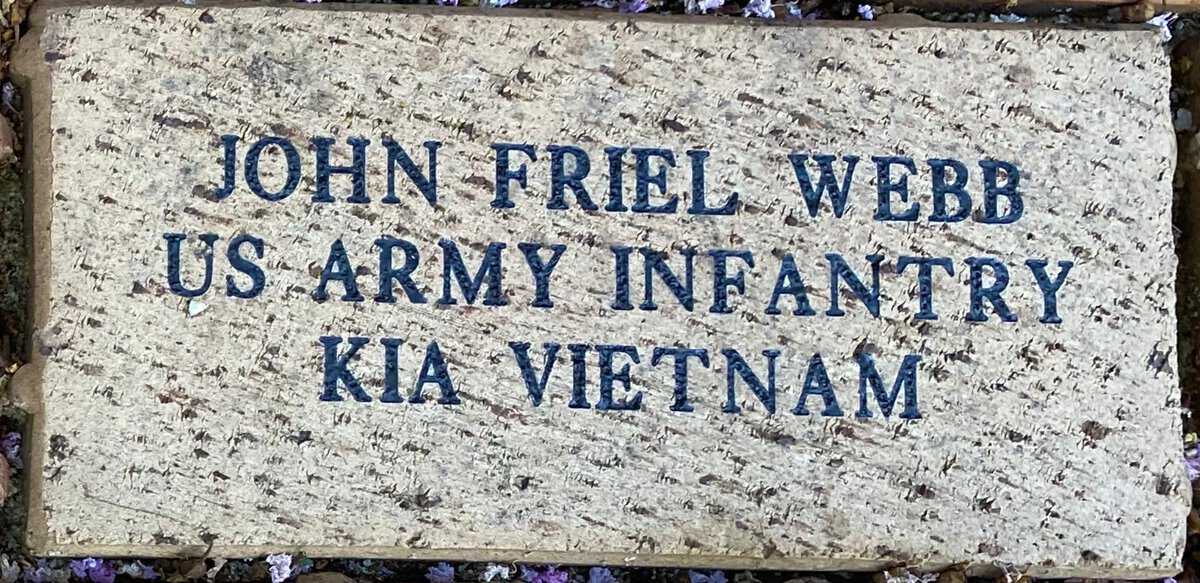 JOHN FRIEL WEBB
US ARMY INFANTRY
KIA VIETNAM